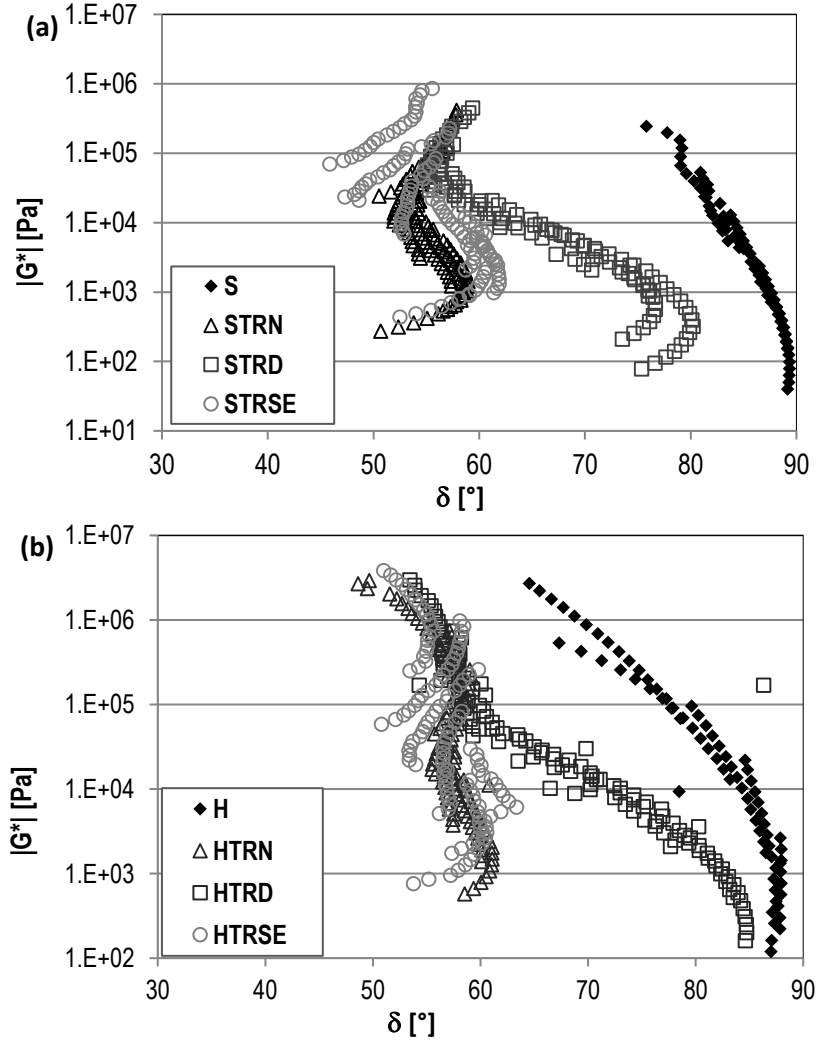 (a)
1.E+07
1.E+06
1.E+05
1.E+04
1.E+03
1.E+02
1.E+01
|G*| [Pa]
S
STRN
STRD
STRSE
30 40 50 60 70 80 90
δ [°]
(b)
1.E+07
1.E+06
1.E+05
1.E+04
1.E+03
1.E+02
|G*| [Pa]
H
HTRN
HTRD
HTRSE
30 40 50 60 70 80 90
δ [°]